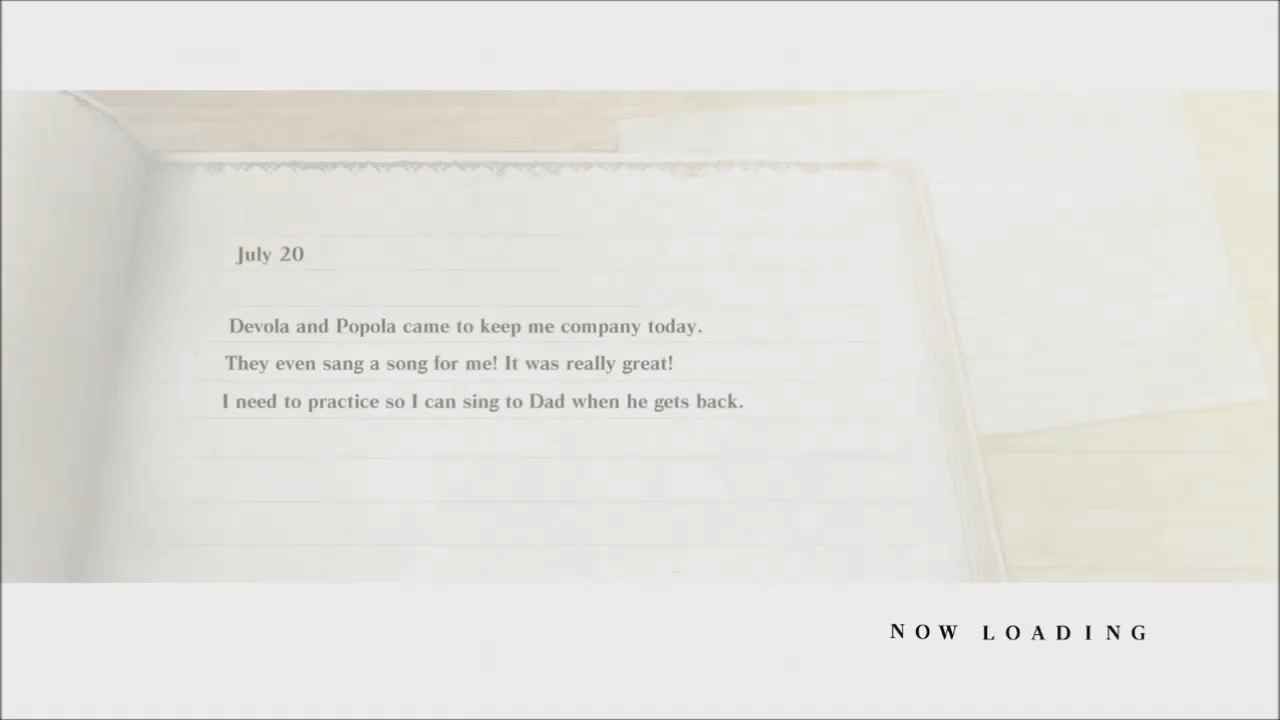 July 20
Devola and Popola came to keep me company today.
They even sang a song for me! It was really great!
I need to practice so I can sing to Dad when he gets back.
NOW LOADING